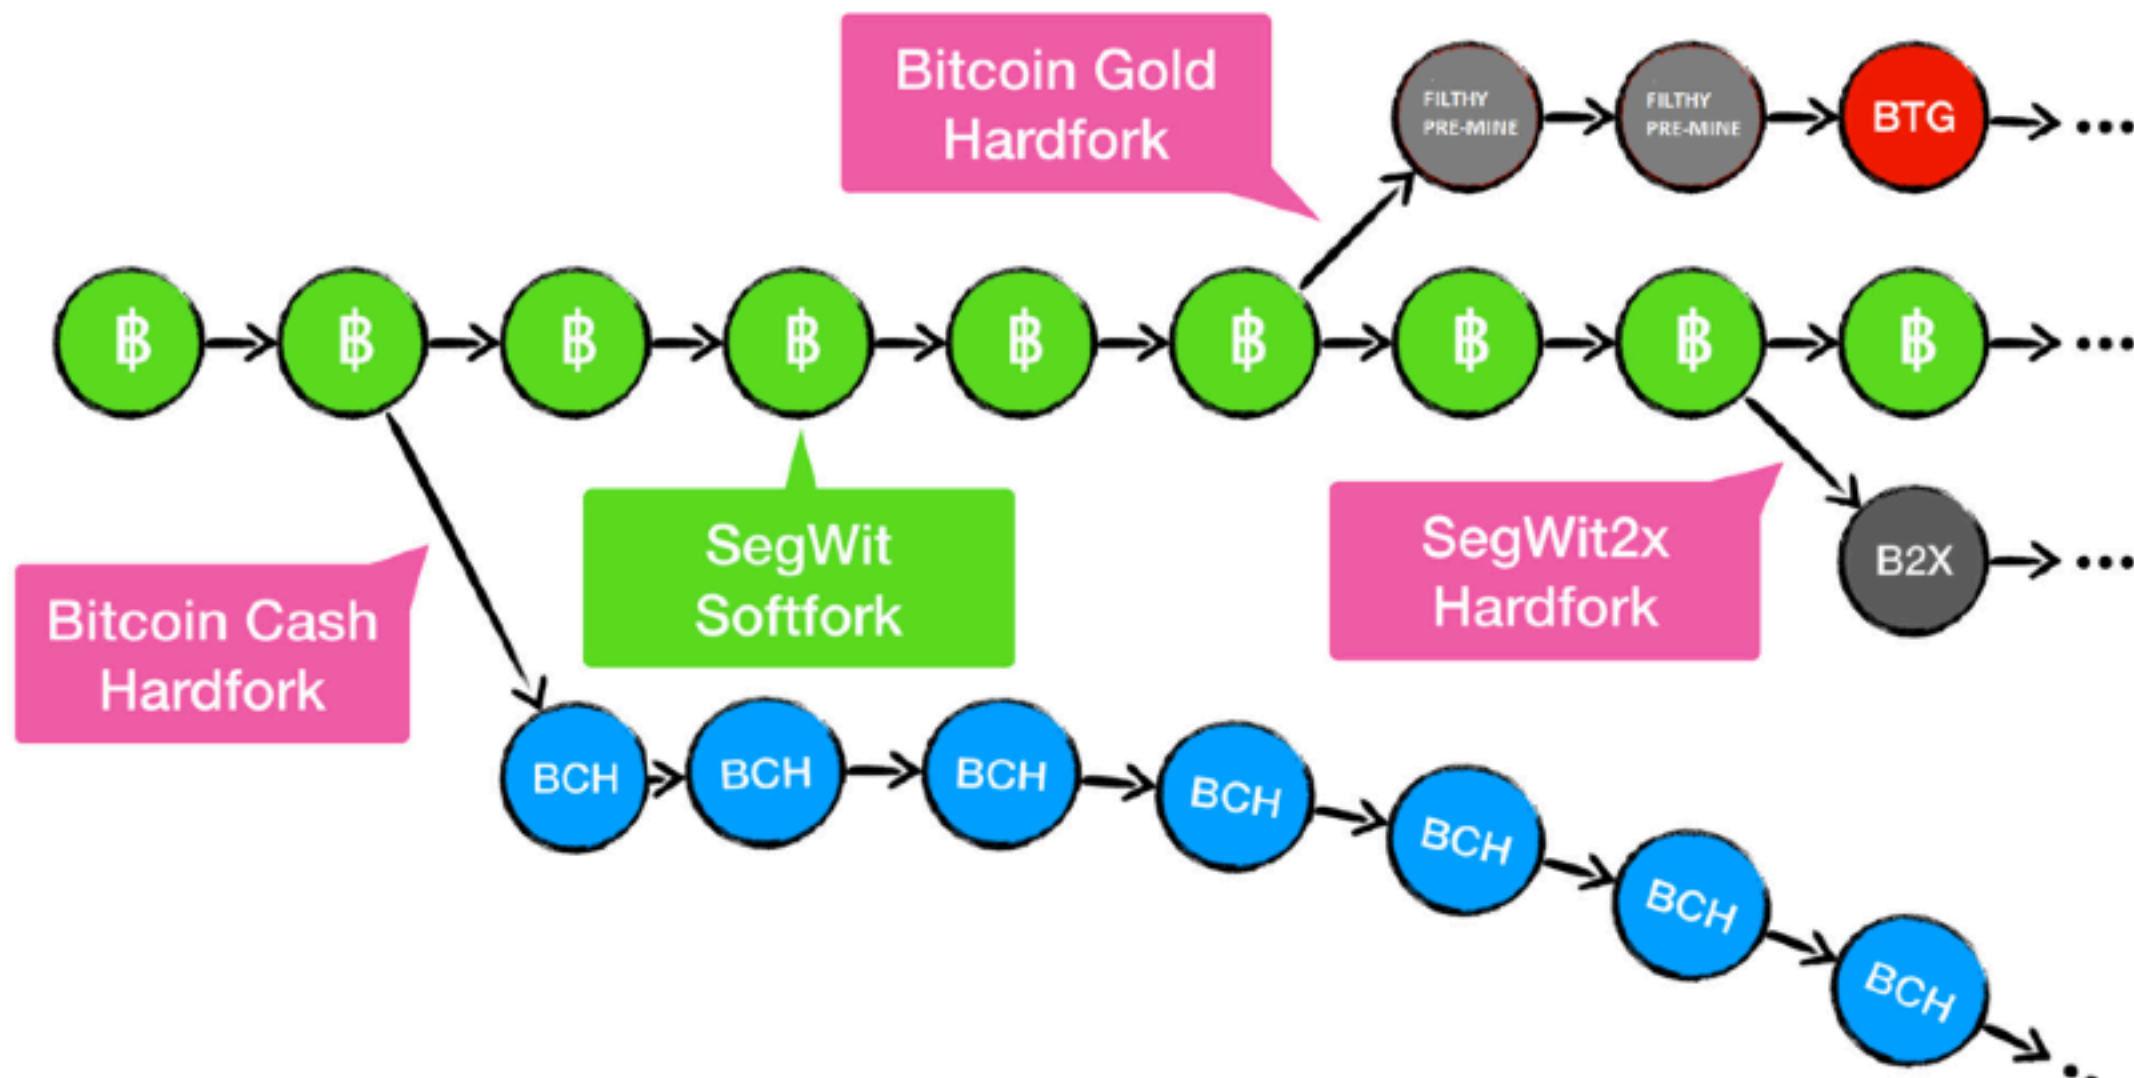 Bitcoin Gold
Hardfork
FILTHY
PRE-MINE
FILTHY
PRE-MINE
BTG
...
฿
฿
฿
฿
฿
฿
฿
฿
฿
...
SegWit
Softfork
SegWit2x
Hardfork
B2X
...
Bitcoin Cash
Hardfork
BCH
BCH
BCH
BCH
BCH
BCH
BCH